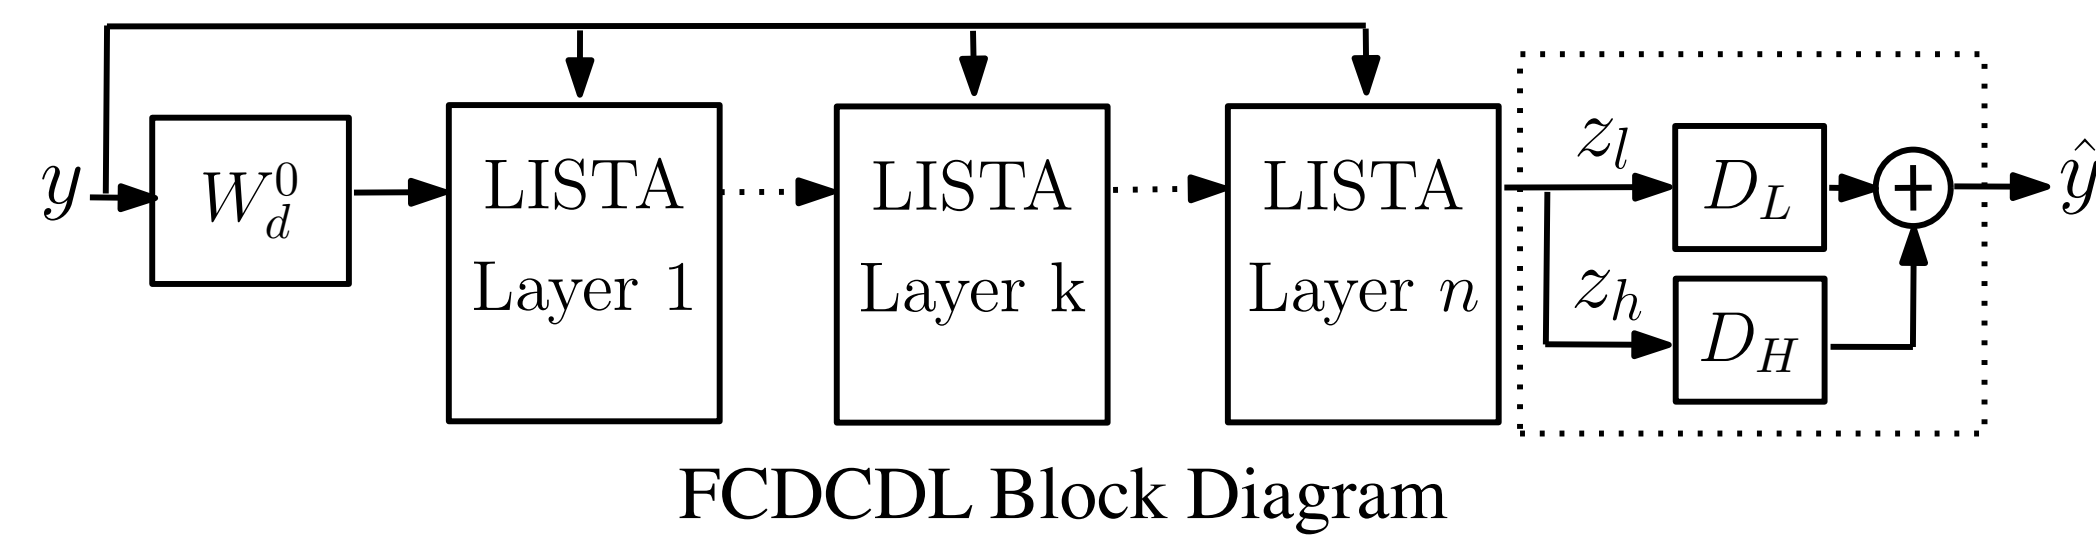 y
W_d^0
LISTA
Layer 1
LISTA
Layer k
LISTA
Layer n
z_l
z_h
D_L
D_H
+
ŷ
FCDCDL Block Diagram